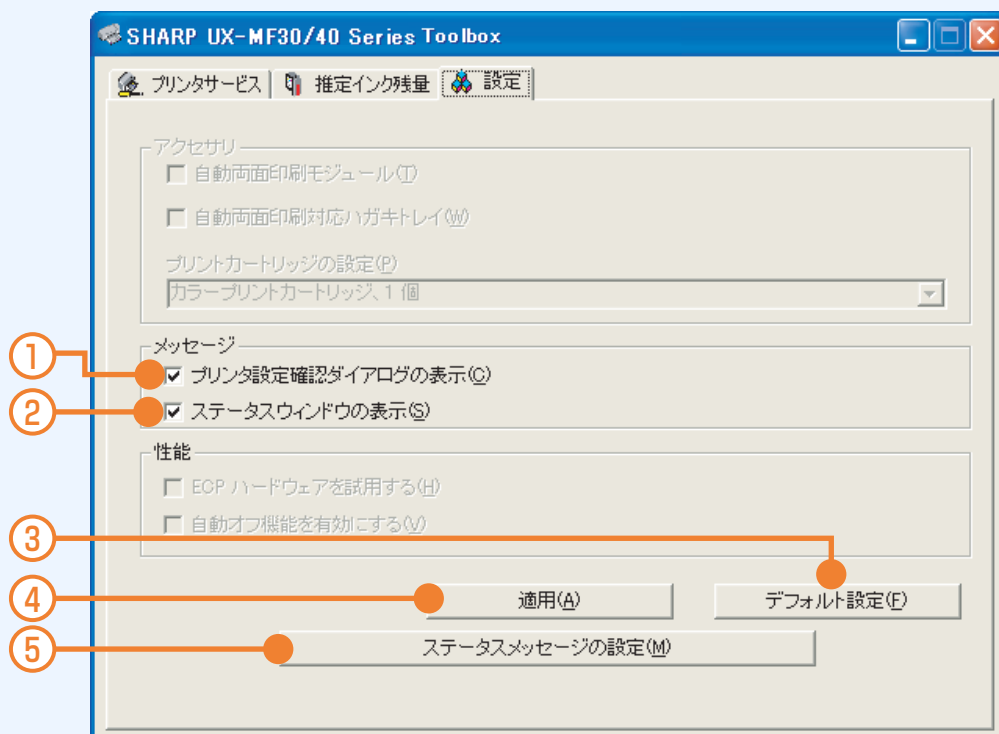 SHARP UX-MF30/40 Series Toolbox
プリンタサービス 推定インク残量 設定
アクセサリ
自動両面印刷モジュール(T)
自動両面印刷対応ハガキトレイ(W)
プリントカートリッジの設定(P)
カラープリントカートリッジ、1 個
メッセージ
① プリンタ設定確認ダイアログの表示(C)
② ステータスウィンドウの表示(S)
性能
ECP ハードウェアを試用する(H)
自動オフ機能を有効にする(V)
③
④ 適用(A) デフォルト設定(F)
⑤ ステータスメッセージの設定(M)